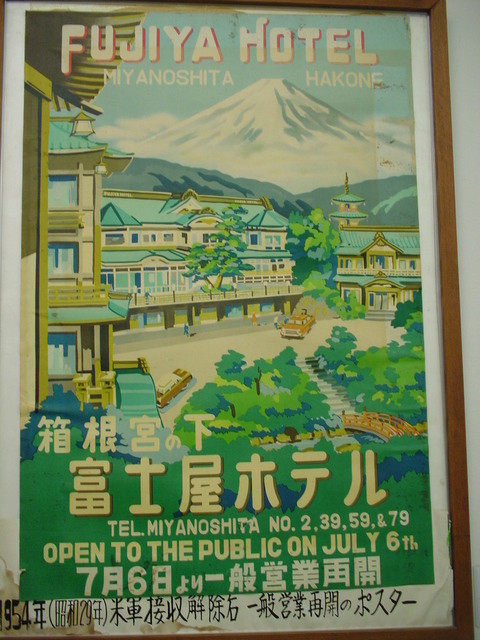 FUJIYA HOTEL
MIYANOSHITA HAKONE
箱根宮の下
富士屋ホテル
TEL. MIYANOSHITA NO. 2, 39, 59, & 79
OPEN TO THE PUBLIC ON JULY 6th
7月6日より一般営業再開
1954年(昭和29年)米軍接収解除后 一般営業再開のポスター